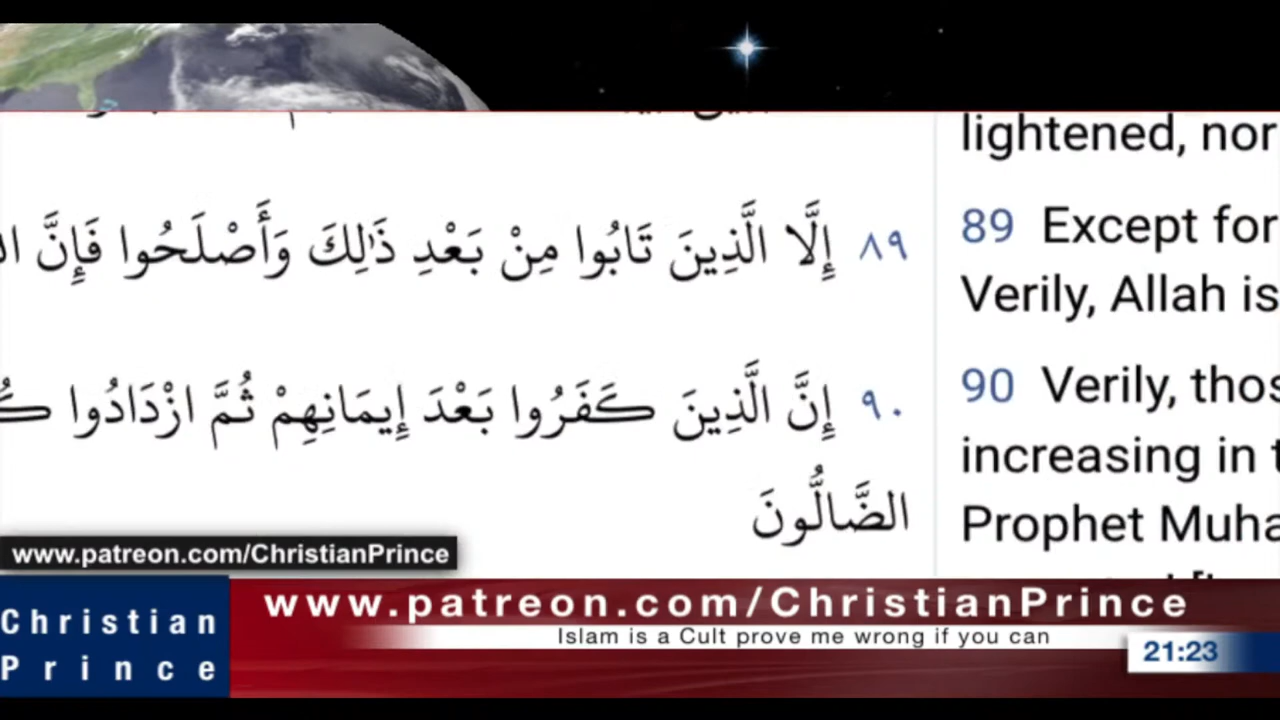 lightened, nor
إِلَّا الَّذِينَ تَابُوا مِنْ بَعْدِ ذَٰلِكَ وَأَصْلَحُوا فَإِنَّ ٨٩
89 Except for
Verily, Allah is
إِنَّ الَّذِينَ كَفَرُوا بَعْدَ إِيمَانِهِمْ ثُمَّ ازْدَادُوا ٩٠
الضَّالُّونَ
90 Verily, thos
increasing in
Prophet Muha
www.patreon.com/ChristianPrince
Christian
Prince
www.patreon.com/ChristianPrince
Islam is a Cult prove me wrong if you can
21:23